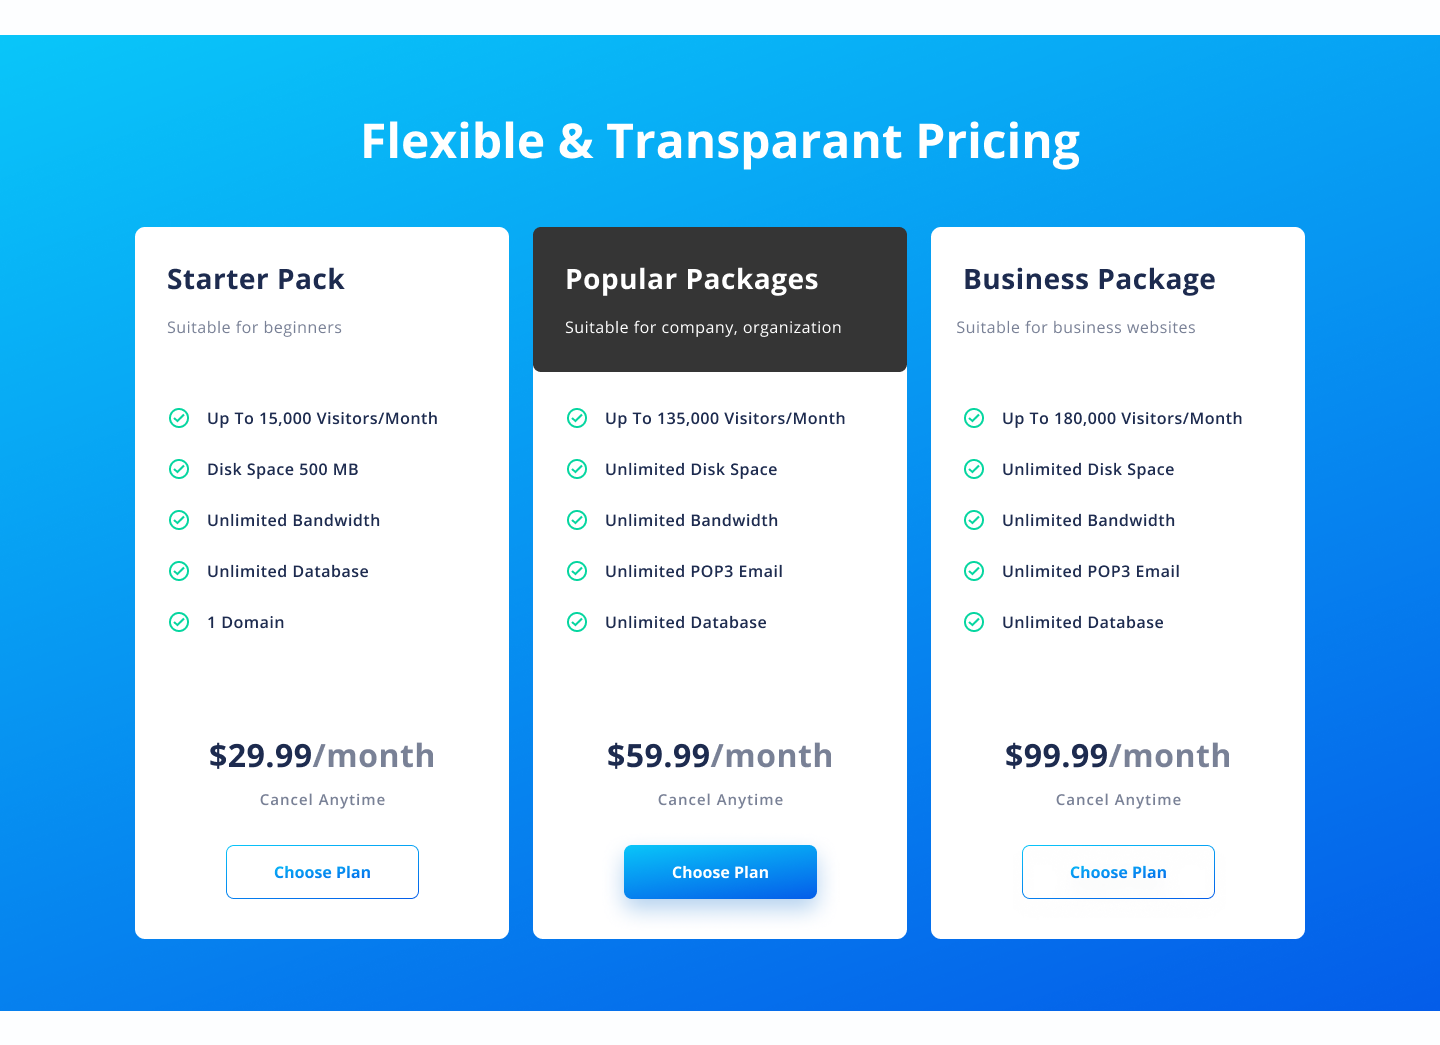 Flexible & Transparant Pricing
Starter Pack
Suitable for beginners
Up To 15,000 Visitors/Month
Disk Space 500 MB
Unlimited Bandwidth
Unlimited Database
1 Domain
$29.99/month
Cancel Anytime
Choose Plan
Popular Packages
Suitable for company, organization
Up To 135,000 Visitors/Month
Unlimited Disk Space
Unlimited Bandwidth
Unlimited POP3 Email
Unlimited Database
$59.99/month
Cancel Anytime
Choose Plan
Business Package
Suitable for business websites
Up To 180,000 Visitors/Month
Unlimited Disk Space
Unlimited Bandwidth
Unlimited POP3 Email
Unlimited Database
$99.99/month
Cancel Anytime
Choose Plan